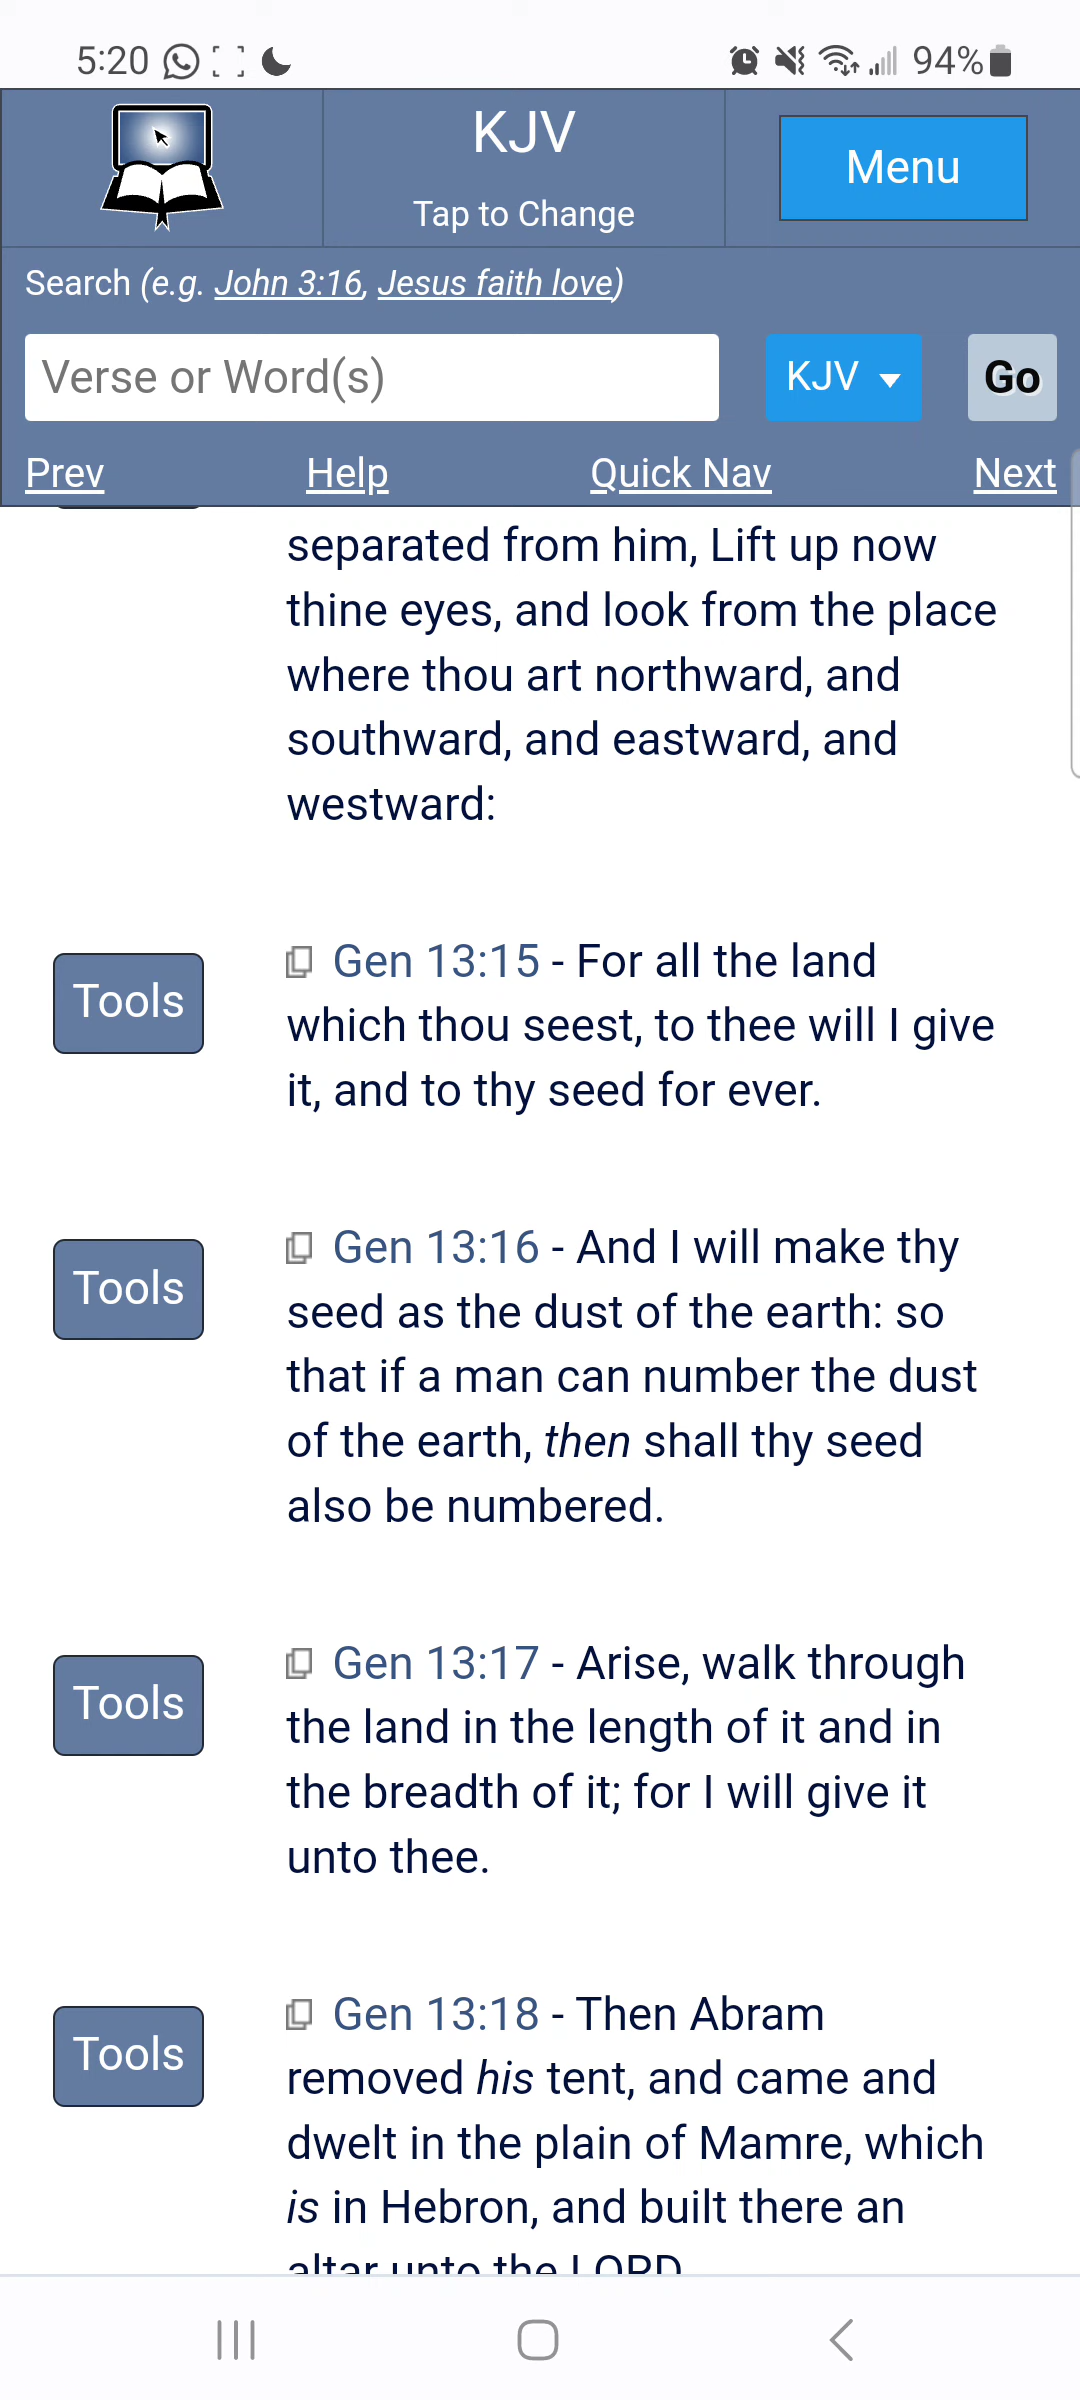 5:20 94%
KJV
Tap to Change
Menu
Search (e.g. John 3:16, Jesus faith love)
Verse or Word(s) KJV Go
Prev Help Quick Nav Next
separated from him, Lift up now
thine eyes, and look from the place
where thou art northward, and
southward, and eastward, and
westward:
Tools
Gen 13:15 - For all the land
which thou seest, to thee will I give
it, and to thy seed for ever.
Tools
Gen 13:16 - And I will make thy
seed as the dust of the earth: so
that if a man can number the dust
of the earth, then shall thy seed
also be numbered.
Tools
Gen 13:17 - Arise, walk through
the land in the length of it and in
the breadth of it; for I will give it
unto thee.
Tools
Gen 13:18 - Then Abram
removed his tent, and came and
dwelt in the plain of Mamre, which
is in Hebron, and built there an
altar unto the LORD